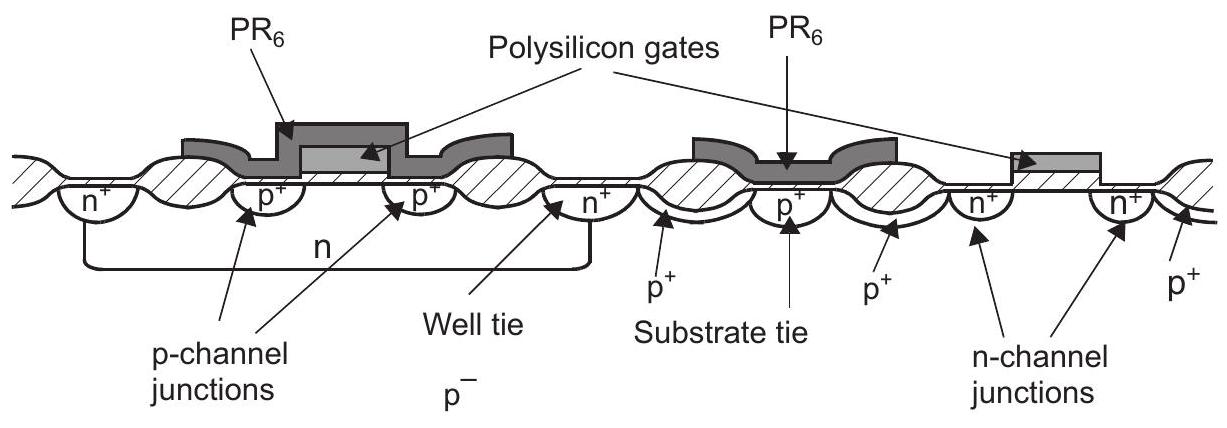 PR₆
Polysilicon gates
PR₆
n⁺
p⁺
p⁺
n⁺
p⁺
n⁺
n⁺
n
p⁺
p⁺
p⁺
Well tie
Substrate tie
p-channel
junctions
n-channel
junctions
p⁻